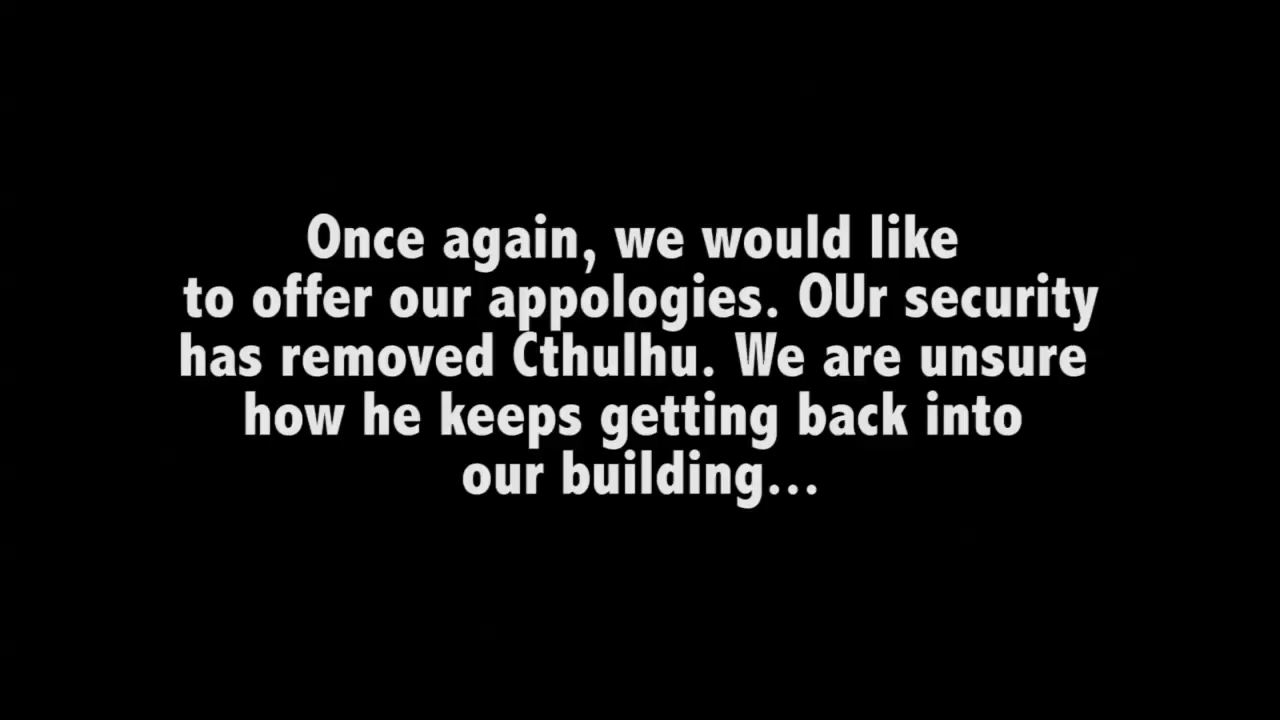 Once again, we would like
to offer our appologies. OUr security
has removed Cthulhu. We are unsure
how he keeps getting back into
our building...